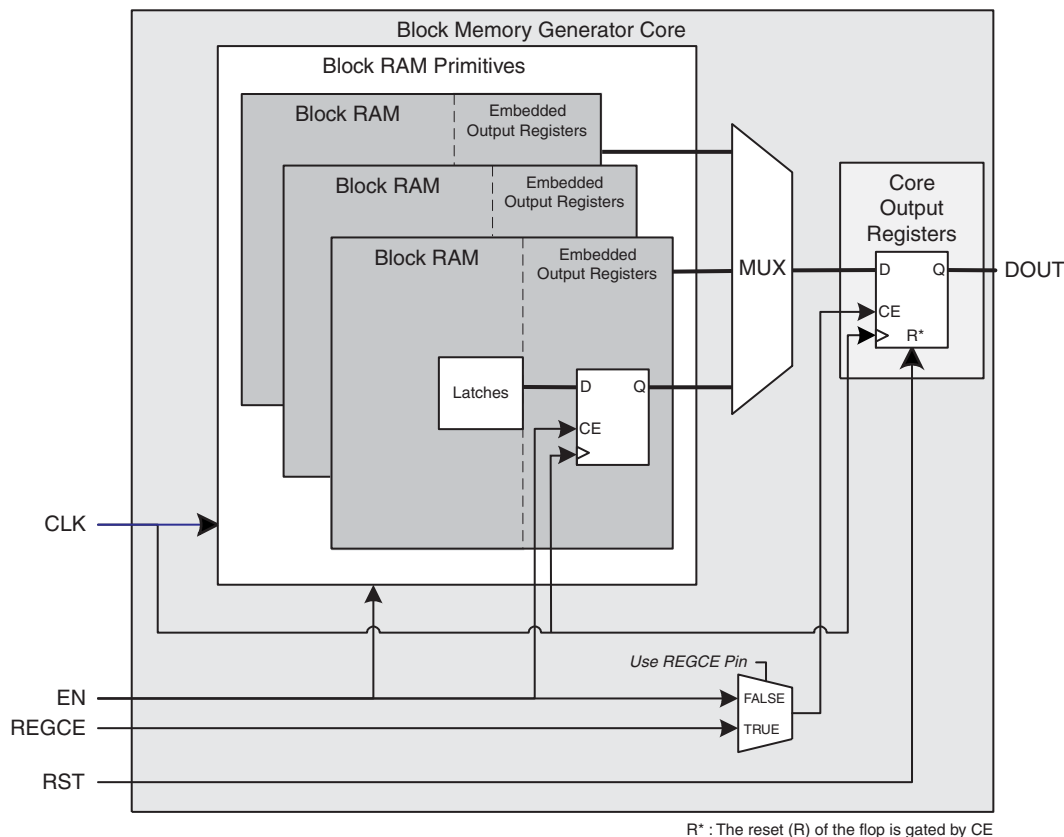 Block Memory Generator Core
Block RAM Primitives
Block RAM
Embedded
Output Registers
Block RAM
Embedded
Output Registers
Block RAM
Embedded
Output Registers
Latches
D
Q
CE
MUX
Core
Output
Registers
D
Q
CE
R*
DOUT
CLK
Use REGCE Pin
EN
FALSE
REGCE
TRUE
RST
R* : The reset (R) of the flop is gated by CE